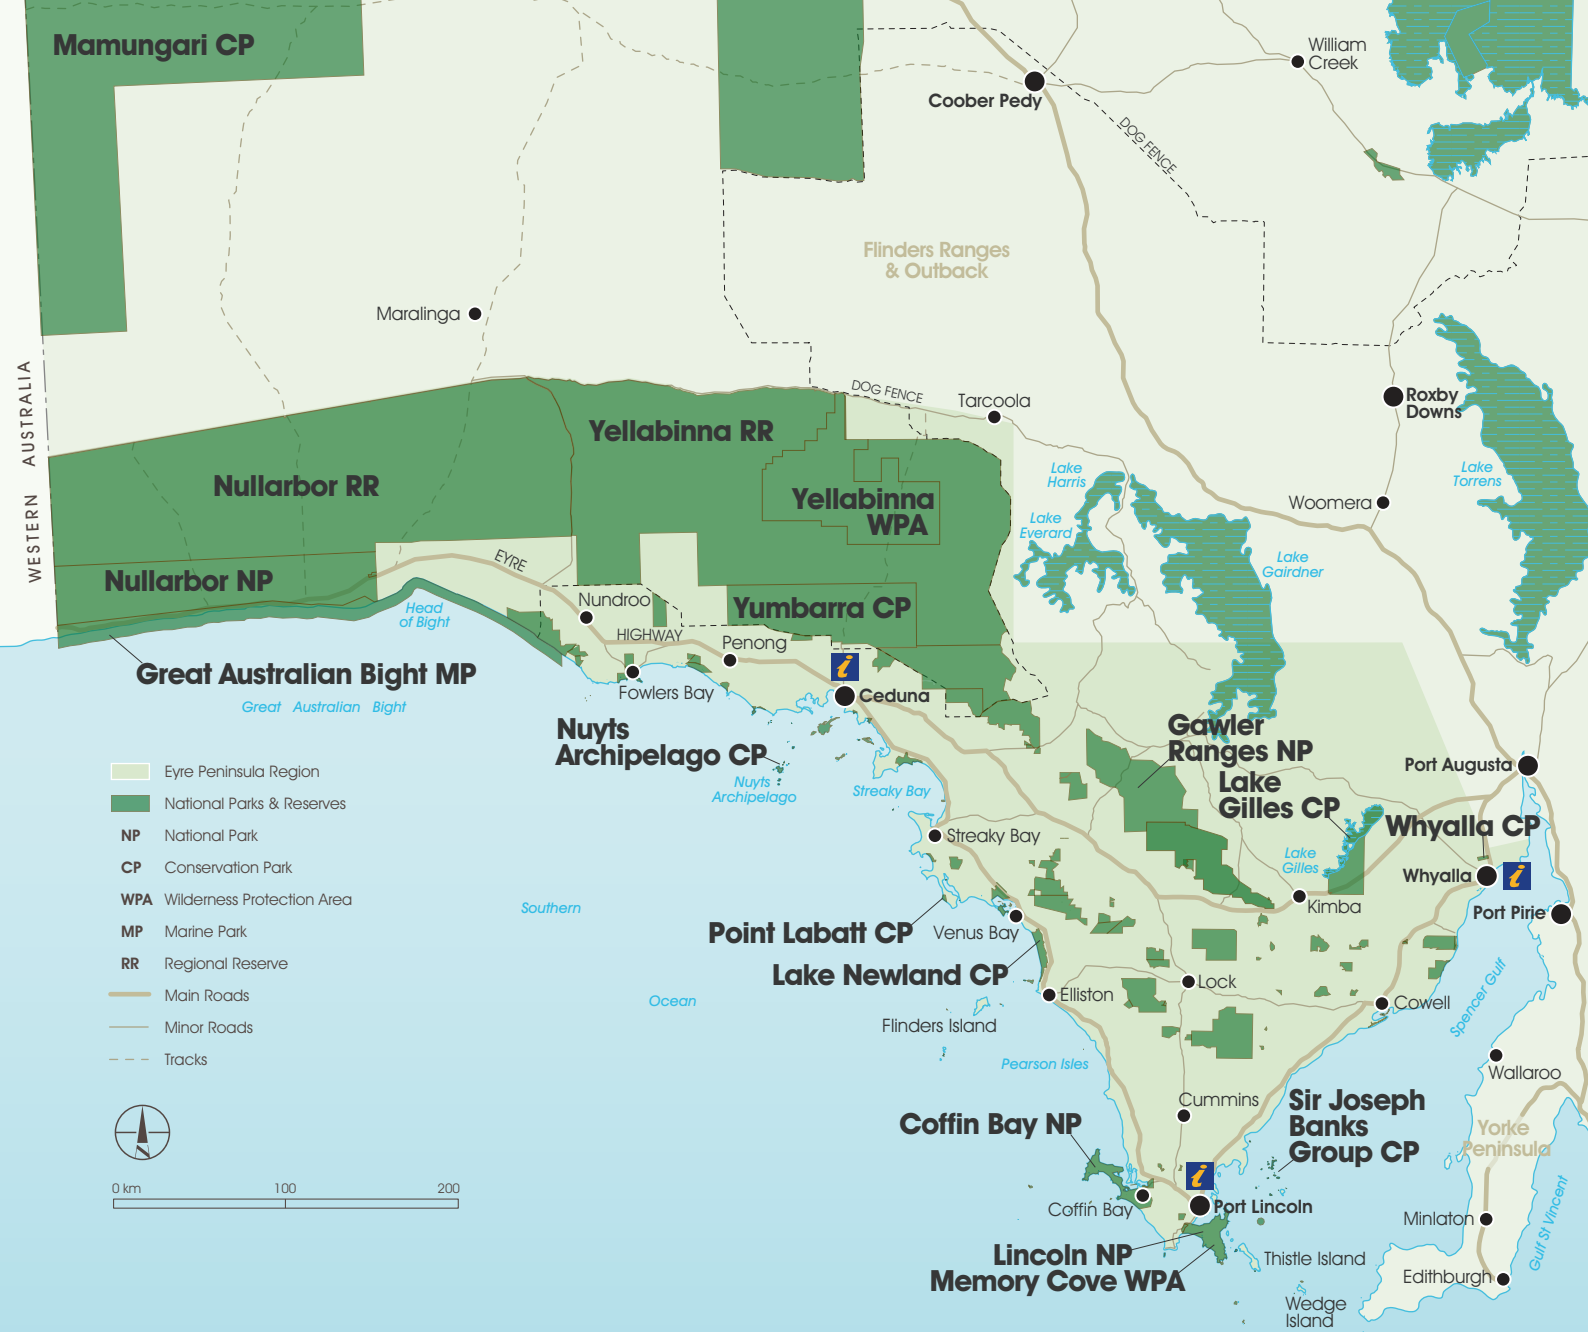 Mamungari CP
William
Creek
Coober Pedy
DOG FENCE
Flinders Ranges
& Outback
Maralinga
WESTERN AUSTRALIA
DOG FENCE
Tarcoola
Roxby
Downs
Yellabinna RR
Nullarbor RR
Yellabinna
WPA
Lake
Harris
Lake
Everard
Lake
Torrens
Woomera
Lake
Gairdner
EYRE
Nullarbor NP
Head
of Bight
Nundroo
HIGHWAY
Yumbarra CP
Penong
Great Australian Bight MP
Fowlers Bay
i
Ceduna
Great Australian Bight
Nuyts
Archipelago CP
Nuyts
Archipelago
Streaky Bay
Gawler
Ranges NP
Lake
Gilles CP
Port Augusta
Whyalla CP
Streaky Bay
Lake
Gilles
Whyalla
i
Kimba
Port Pirie
Eyre Peninsula Region
National Parks & Reserves
NP National Park
CP Conservation Park
WPA Wilderness Protection Area
MP Marine Park
RR Regional Reserve
Main Roads
Minor Roads
Tracks
Southern
Ocean
Point Labatt CP
Venus Bay
Lake Newland CP
Elliston
Lock
Cowell
Spencer Gulf
Flinders Island
Pearson Isles
Wallaroo
Cummins
Coffin Bay NP
Sir Joseph
Banks
Group CP
Yorke
Peninsula
i
Coffin Bay
Port Lincoln
Minlaton
Gulf St Vincent
Lincoln NP
Memory Cove WPA
Thistle Island
Edithburgh
Wedge
Island
0 km 100 200
N